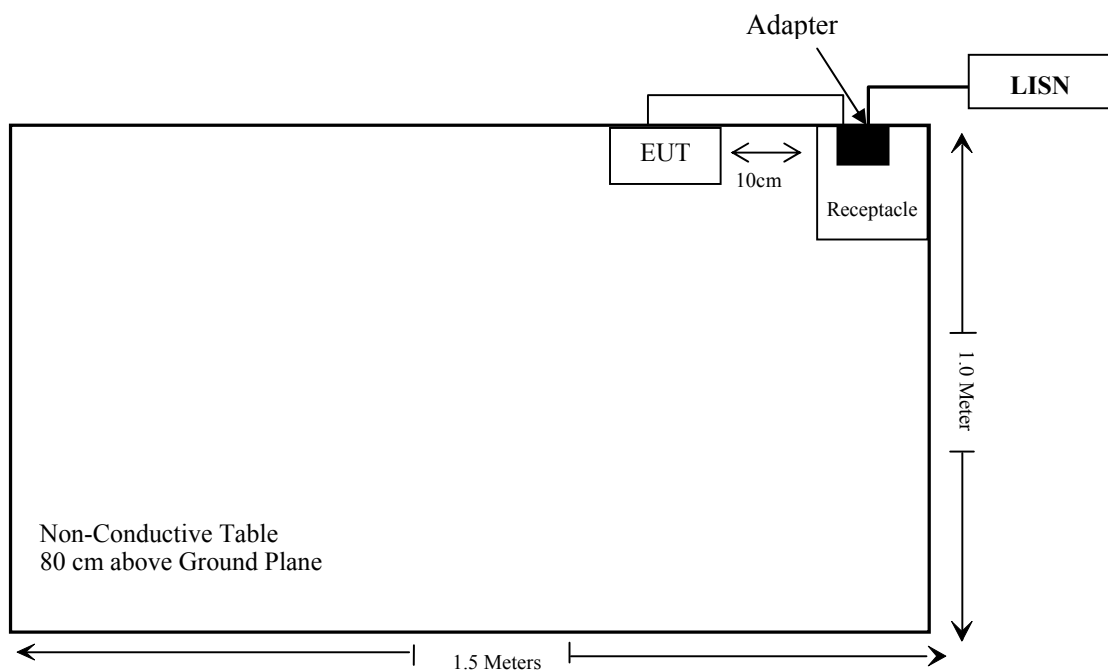 Adapter
LISN
EUT
10cm
Receptacle
1.0 Meter
Non-Conductive Table
80 cm above Ground Plane
1.5 Meters